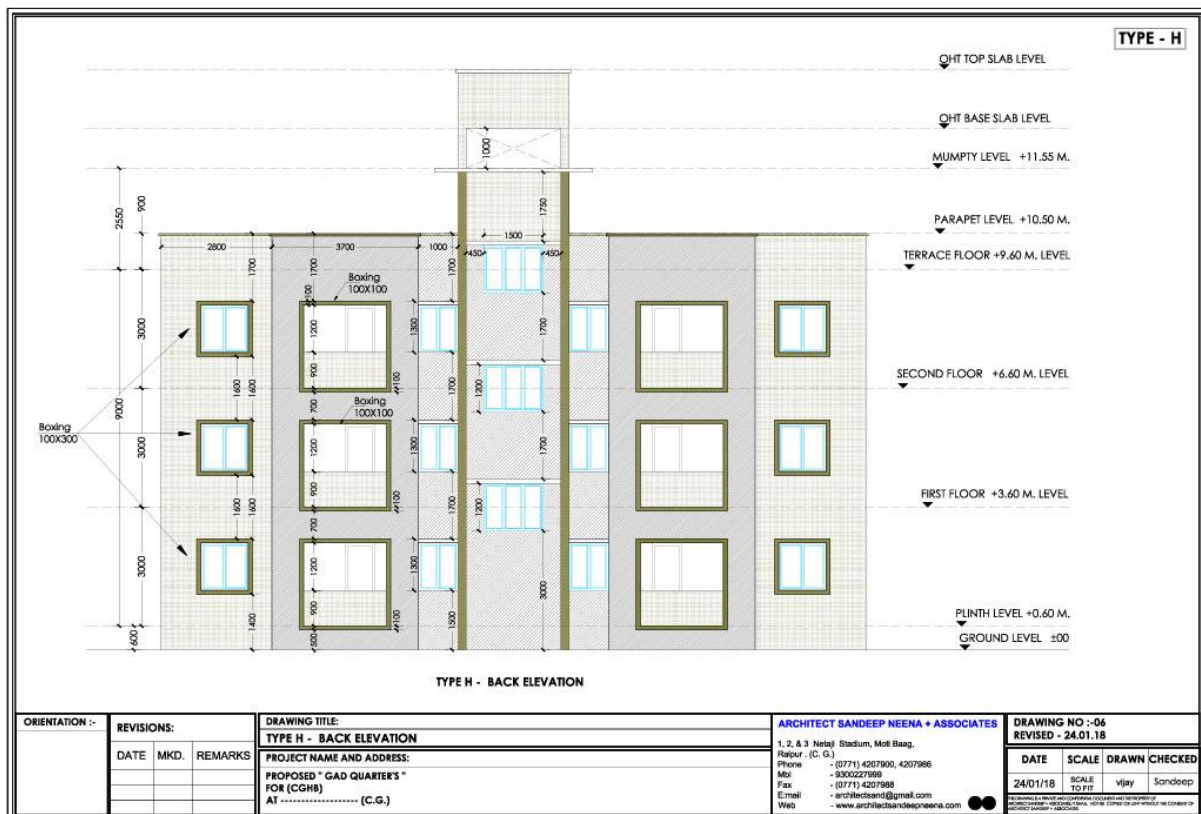 TYPE - H
OHT TOP SLAB LEVEL
OHT BASE SLAB LEVEL
1000
MUMPTY LEVEL +11.55 M.
2550
900
1750
PARAPET LEVEL +10.50 M.
2800
3700
1000
1500
450
450
TERRACE FLOOR +9.60 M. LEVEL
1700
1700
1700
Boxing
100X100
100
3000
1200
1300
1700
900
100
1600
1600
1700
1200
SECOND FLOOR +6.60 M. LEVEL
700
Boxing
100X100
9000
Boxing
100X300
3000
1200
1300
1700
900
100
1600
1600
1700
1200
FIRST FLOOR +3.60 M. LEVEL
700
3000
1200
1300
3000
900
100
1400
1500
PLINTH LEVEL +0.60 M.
600
500
GROUND LEVEL ±00
TYPE H - BACK ELEVATION
ORIENTATION :-
REVISIONS:
DATE MKD. REMARKS
DRAWING TITLE:
TYPE H - BACK ELEVATION
PROJECT NAME AND ADDRESS:
PROPOSED " GAD QUARTER'S "
FOR (CGHB)
AT ------------------- (C.G.)
ARCHITECT SANDEEP NEENA + ASSOCIATES
1, 2, & 3 Netaji Stadium, Moti Baag,
Raipur . (C. G.)
Phone - (0771) 4207900, 4207966
Mbl - 9300227999
Fax - (0771) 4207988
E:mail - architectsand@gmail.com
Web - www.architectsandeepneena.com
DRAWING NO :-06
REVISED - 24.01.18
DATE SCALE DRAWN CHECKED
24/01/18 SCALE TO FIT vijay Sandeep